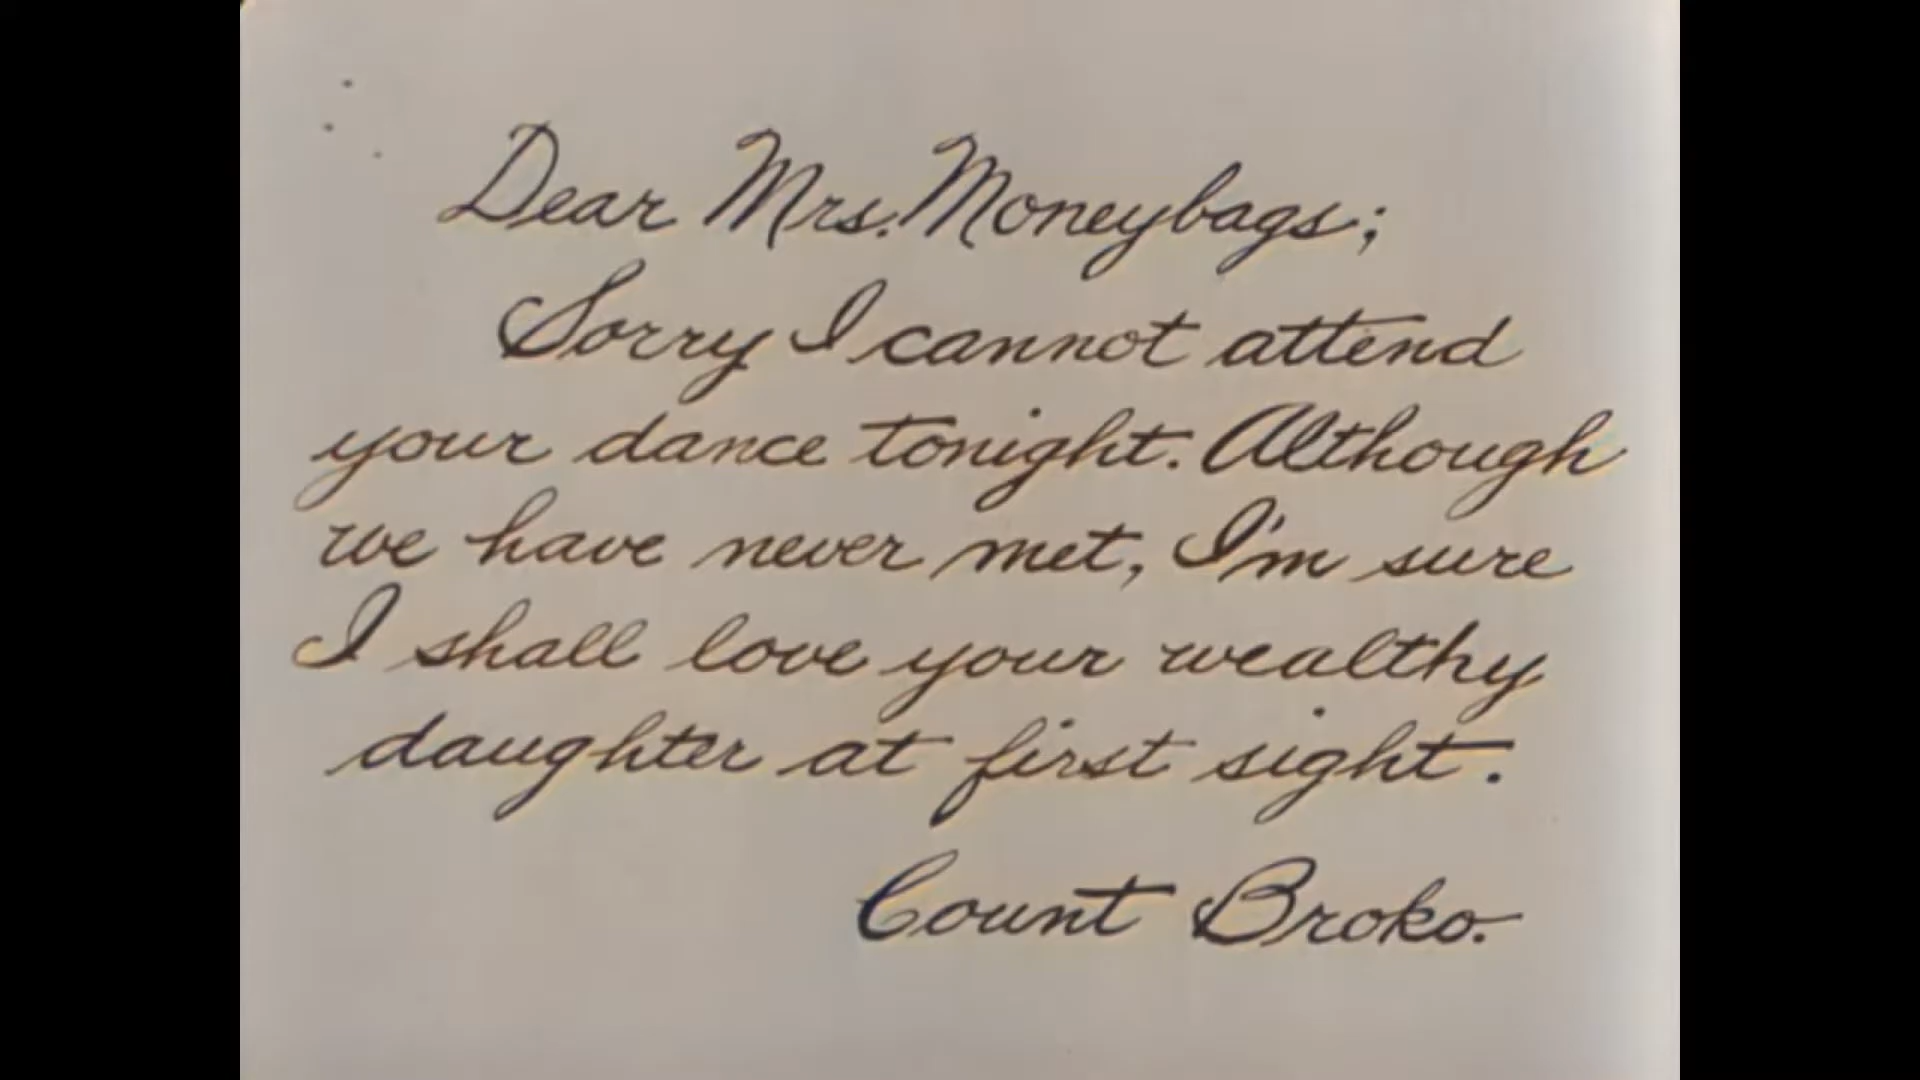 Dear Mrs. Moneybags;
Sorry I cannot attend
your dance tonight. Although
we have never met, I'm sure
I shall love your wealthy
daughter at first sight.
Count Broko.